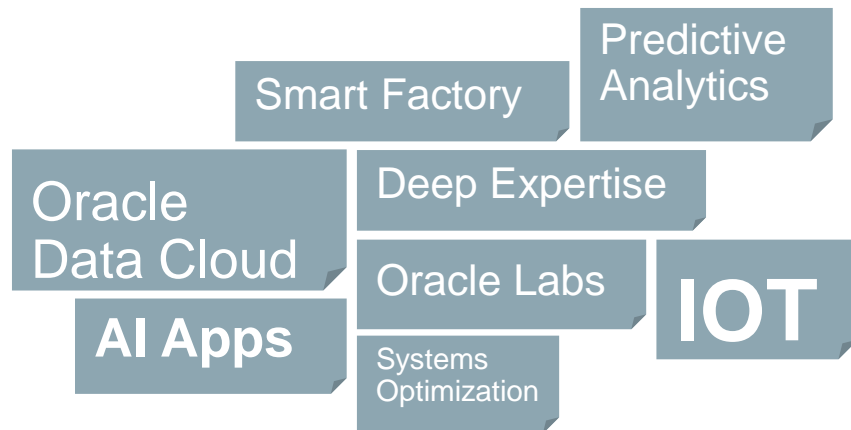 Predictive
Analytics
Smart Factory
Oracle
Data Cloud
Deep Expertise
Oracle Labs
IOT
AI Apps
Systems
Optimization